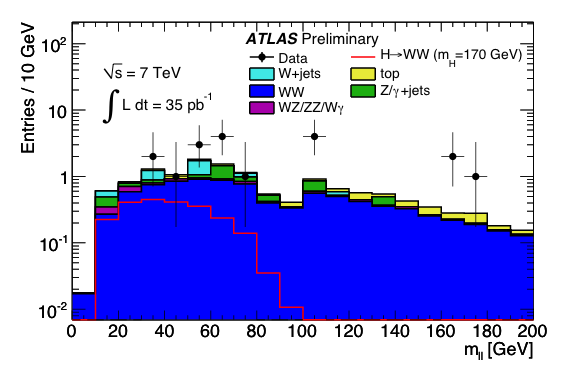 ATLAS Preliminary
Data
H→WW (m_H=170 GeV)
W+jets
top
WW
Z/γ+jets
WZ/ZZ/Wγ
√s = 7 TeV
∫ L dt = 35 pb⁻¹
Entries / 10 GeV
10²
10
1
10⁻¹
10⁻²
0 20 40 60 80 100 120 140 160 180 200
m_ll [GeV]